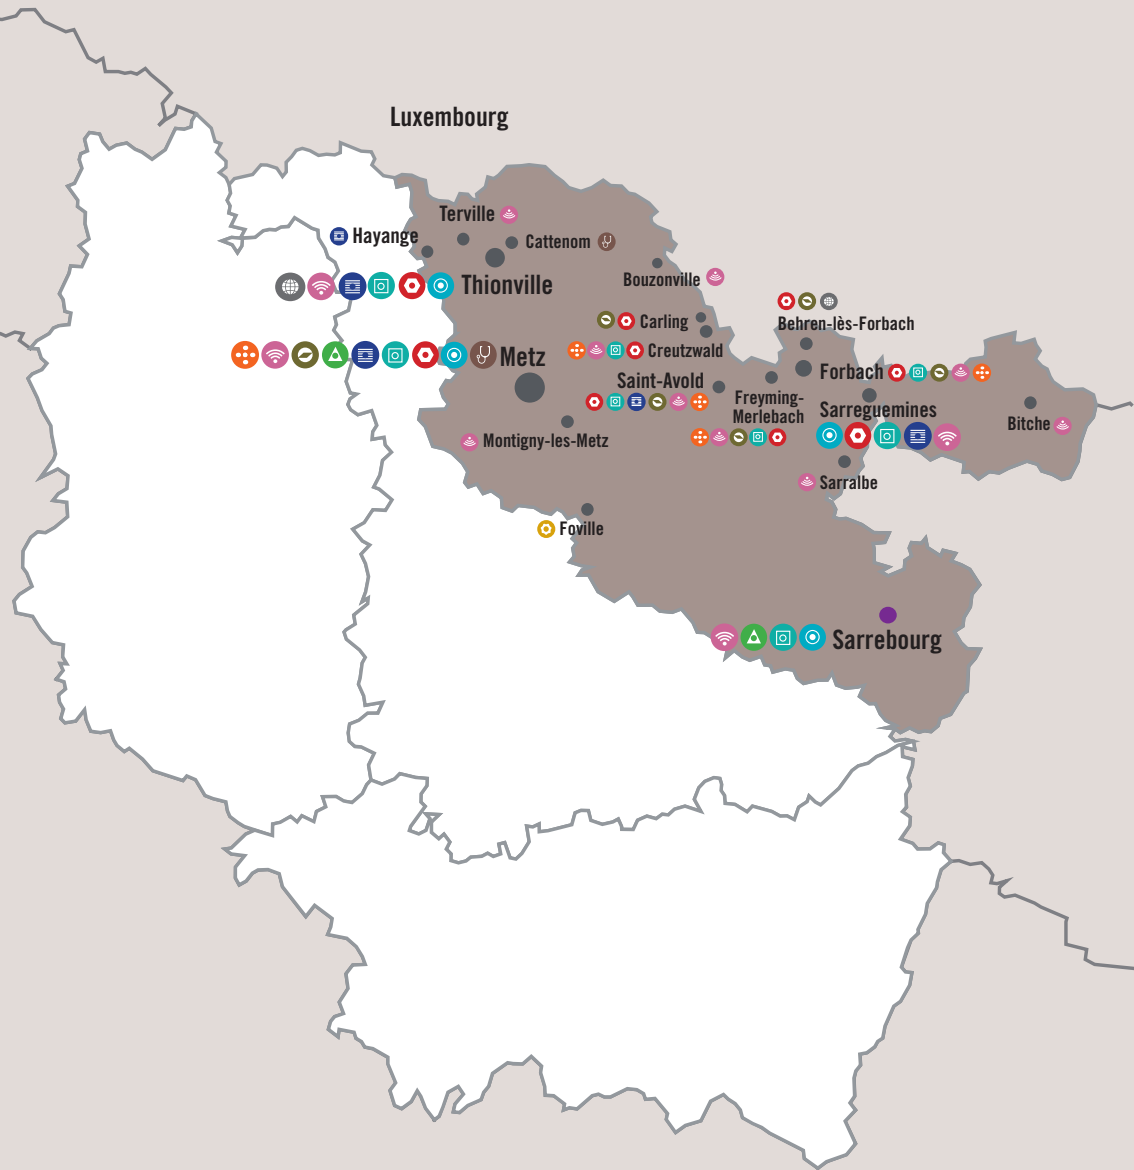 Luxembourg
Terville
Hayange
Cattenom
Thionville
Bouzonville
Carling
Behren-lès-Forbach
Creutzwald
Metz
Forbach
Saint-Avold
Freyming-
Merlebach
Sarreguemines
Bitche
Montigny-les-Metz
Sarralbe
Foville
Sarrebourg